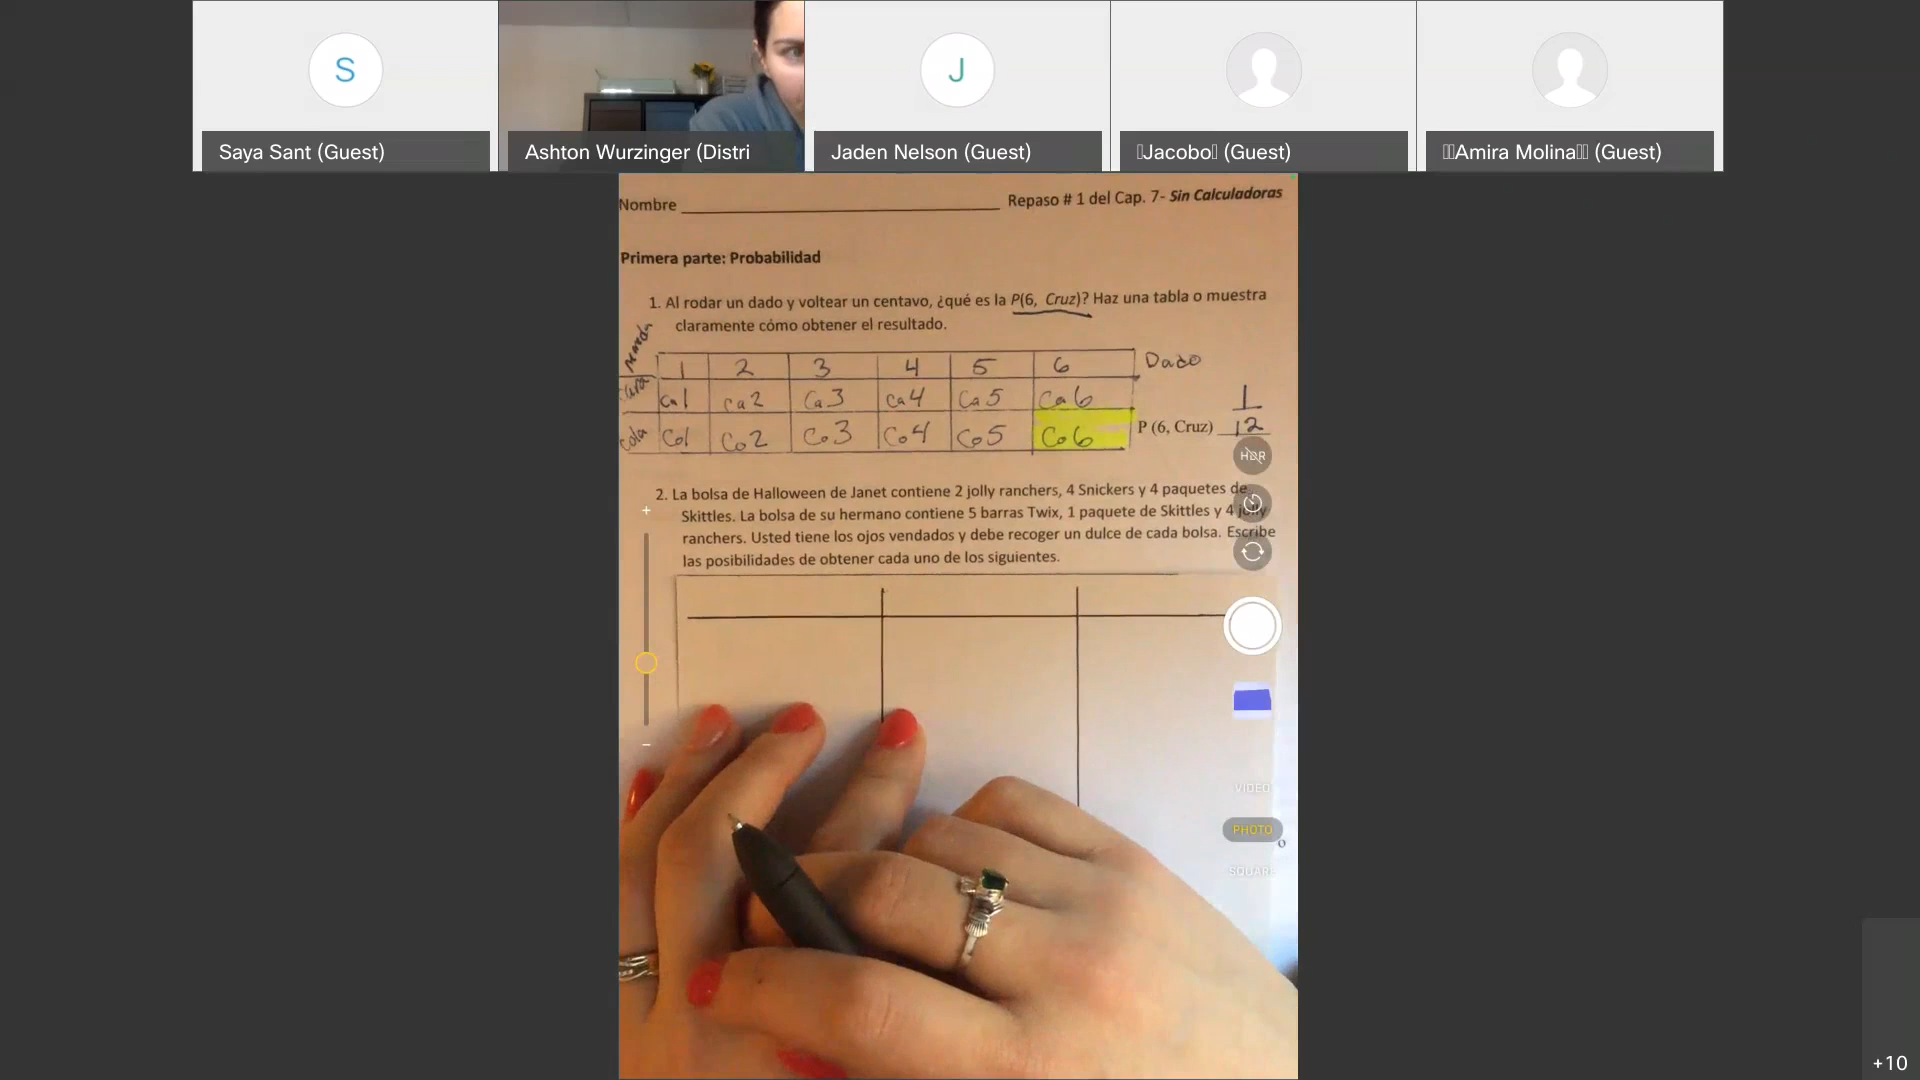 S
J
Saya Sant (Guest)
Ashton Wurzinger (Distri
Jaden Nelson (Guest)
Jacobo (Guest)
Amira Molina (Guest)
Nombre
Repaso # 1 del Cap. 7- Sin Calculadoras
Primera parte: Probabilidad
1. Al rodar un dado y voltear un centavo, ¿qué es la P(6, Cruz)? Haz una tabla o muestra
claramente cómo obtener el resultado.
1 2 3 4 5 6 Dado
Cara Ca1 Ca2 Ca3 Ca4 Ca5 Ca6
Cola Co1 Co2 Co3 Co4 Co5 Co6
P (6, Cruz) 1/12
HDR
2. La bolsa de Halloween de Janet contiene 2 jolly ranchers, 4 Snickers y 4 paquetes de
Skittles. La bolsa de su hermano contiene 5 barras Twix, 1 paquete de Skittles y 4 jolly
ranchers. Usted tiene los ojos vendados y debe recoger un dulce de cada bolsa. Escribe
las posibilidades de obtener cada uno de los siguientes.
VIDEO
PHOTO
SQUARE
+10